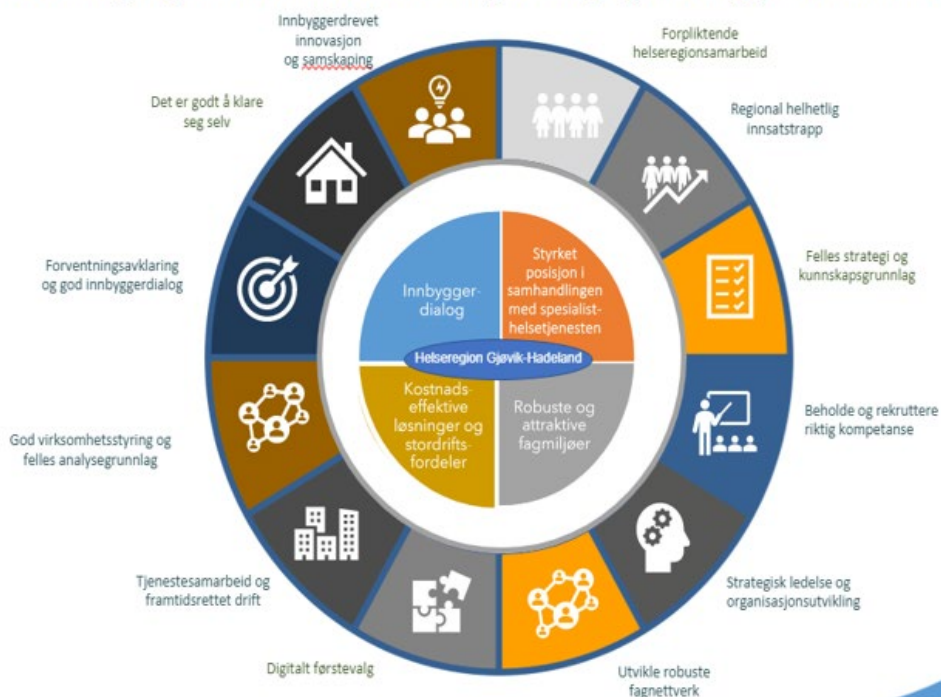 Innbyggerdrevet
innovasjon
og samskaping
Forpliktende
helseregionsamarbeid
Det er godt å klare
seg selv
Regional helhetlig
innsatstrapp
Forventningsavklaring
og god innbyggerdialog
Felles strategi og
kunnskapsgrunnlag
Innbygger-
dialog
Styrket
posisjon i
samhandlingen
med spesialist-
helsetjenesten
Helseregion Gjøvik-Hadeland
Kostnads-
effektive
løsninger og
stordrifts-
fordeler
Robuste og
attraktive
fagmiljøer
God virksomhetsstyring og
felles analysegrunnlag
Beholde og rekruttere
riktig kompetanse
Tjenestesamarbeid og
framtidsrettet drift
Strategisk ledelse og
organisasjonsutvikling
Digitalt førstevalg
Utvikle robuste
fagnettverk